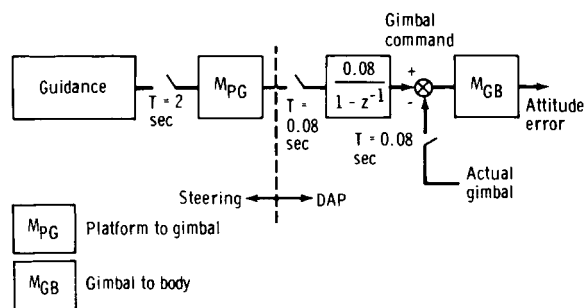 Gimbal
command
Guidance
T = 2
sec
M_PG
T =
0.08
sec
0.08
1 - z^-1
+
-
M_GB
Attitude
error
T = 0.08
sec
Actual
gimbal
Steering
DAP
M_PG
Platform to gimbal
M_GB
Gimbal to body